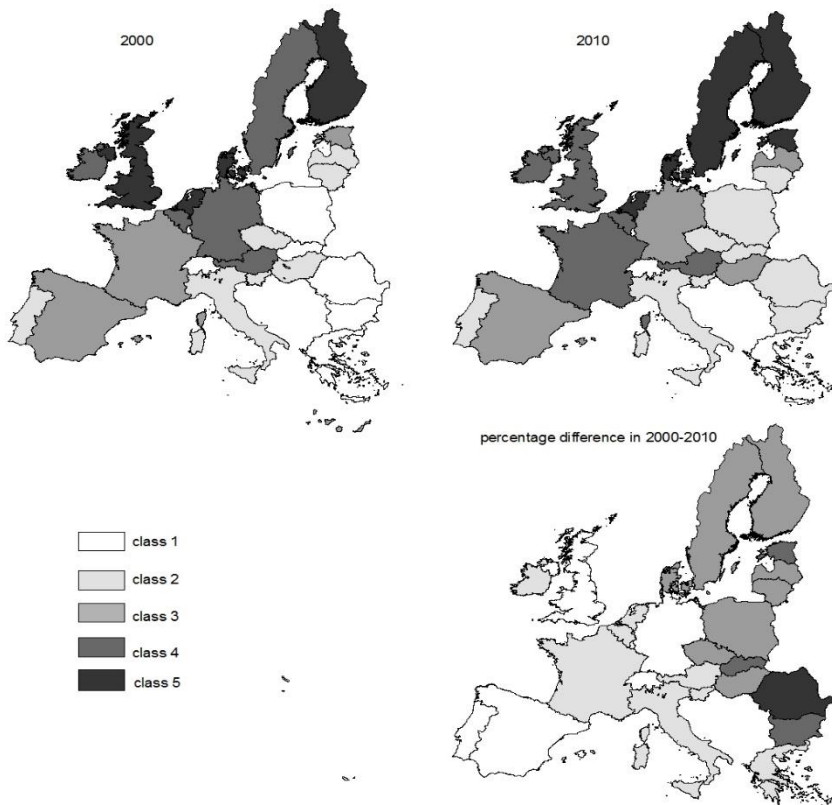 2000
2010
percentage difference in 2000-2010
class 1
class 2
class 3
class 4
class 5